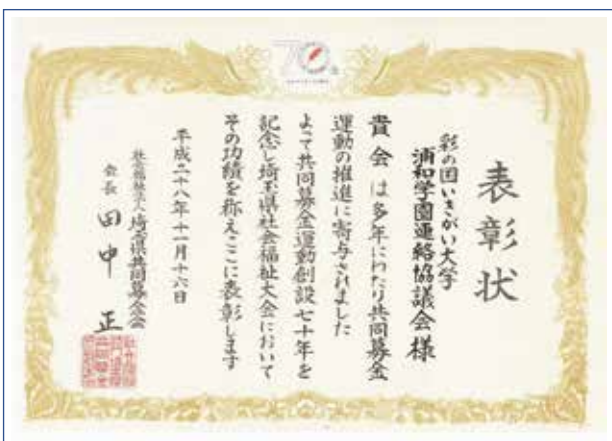 表彰状
彩の国いきがい大学
浦和学園連絡協議会様
貴会は多年にわたり共同募金
運動の推進に寄与されました
よって共同募金運動創設七十年を
記念し埼玉県社会福祉大会において
その功績を称えここに表彰します
平成二十八年十一月十六日
社会福祉法人埼玉県共同募金会
会長 田中 正
70